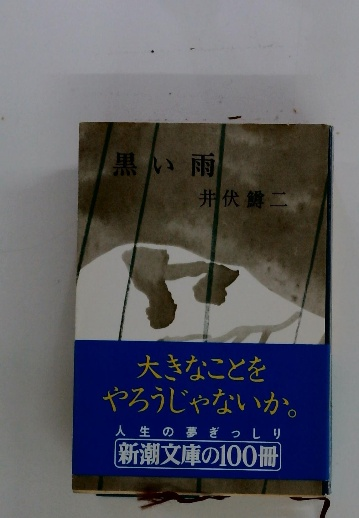 黒い雨
井伏鱒二
大きなことを
やろうじゃないか。
人生の夢ぎっしり
新潮文庫の100冊